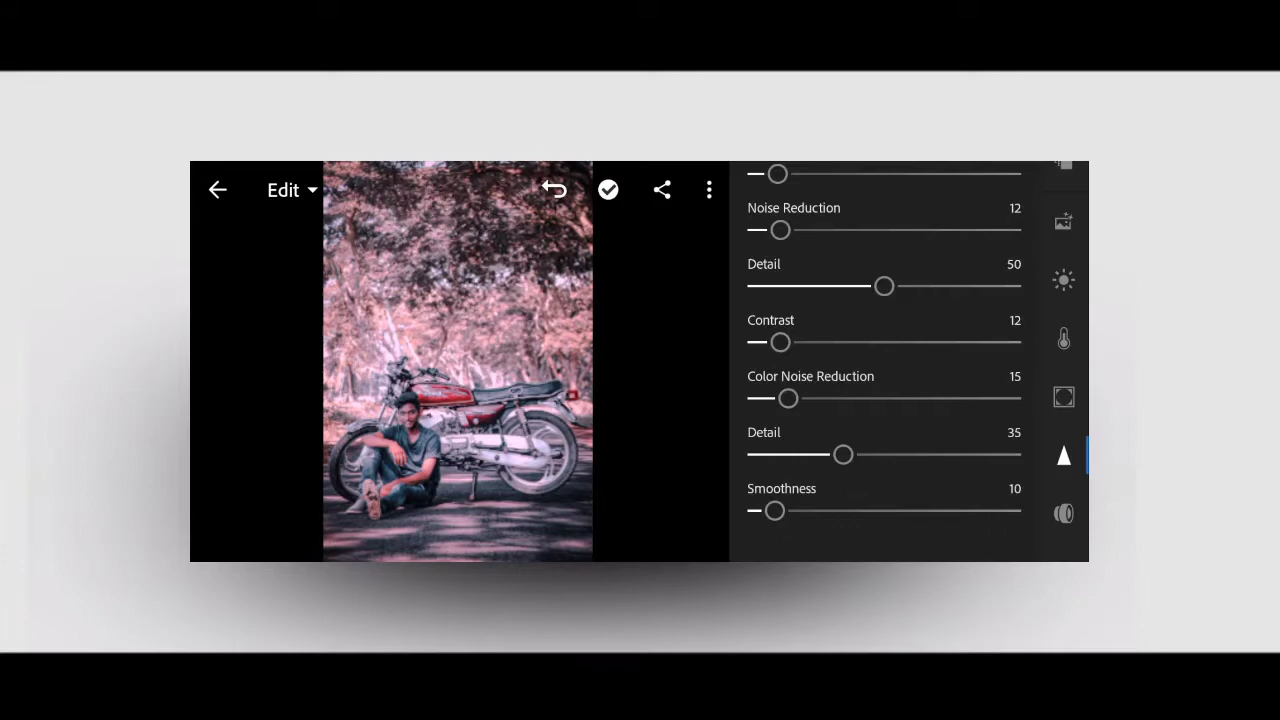 Edit
Noise Reduction 12
Detail 50
Contrast 12
Color Noise Reduction 15
Detail 35
Smoothness 10